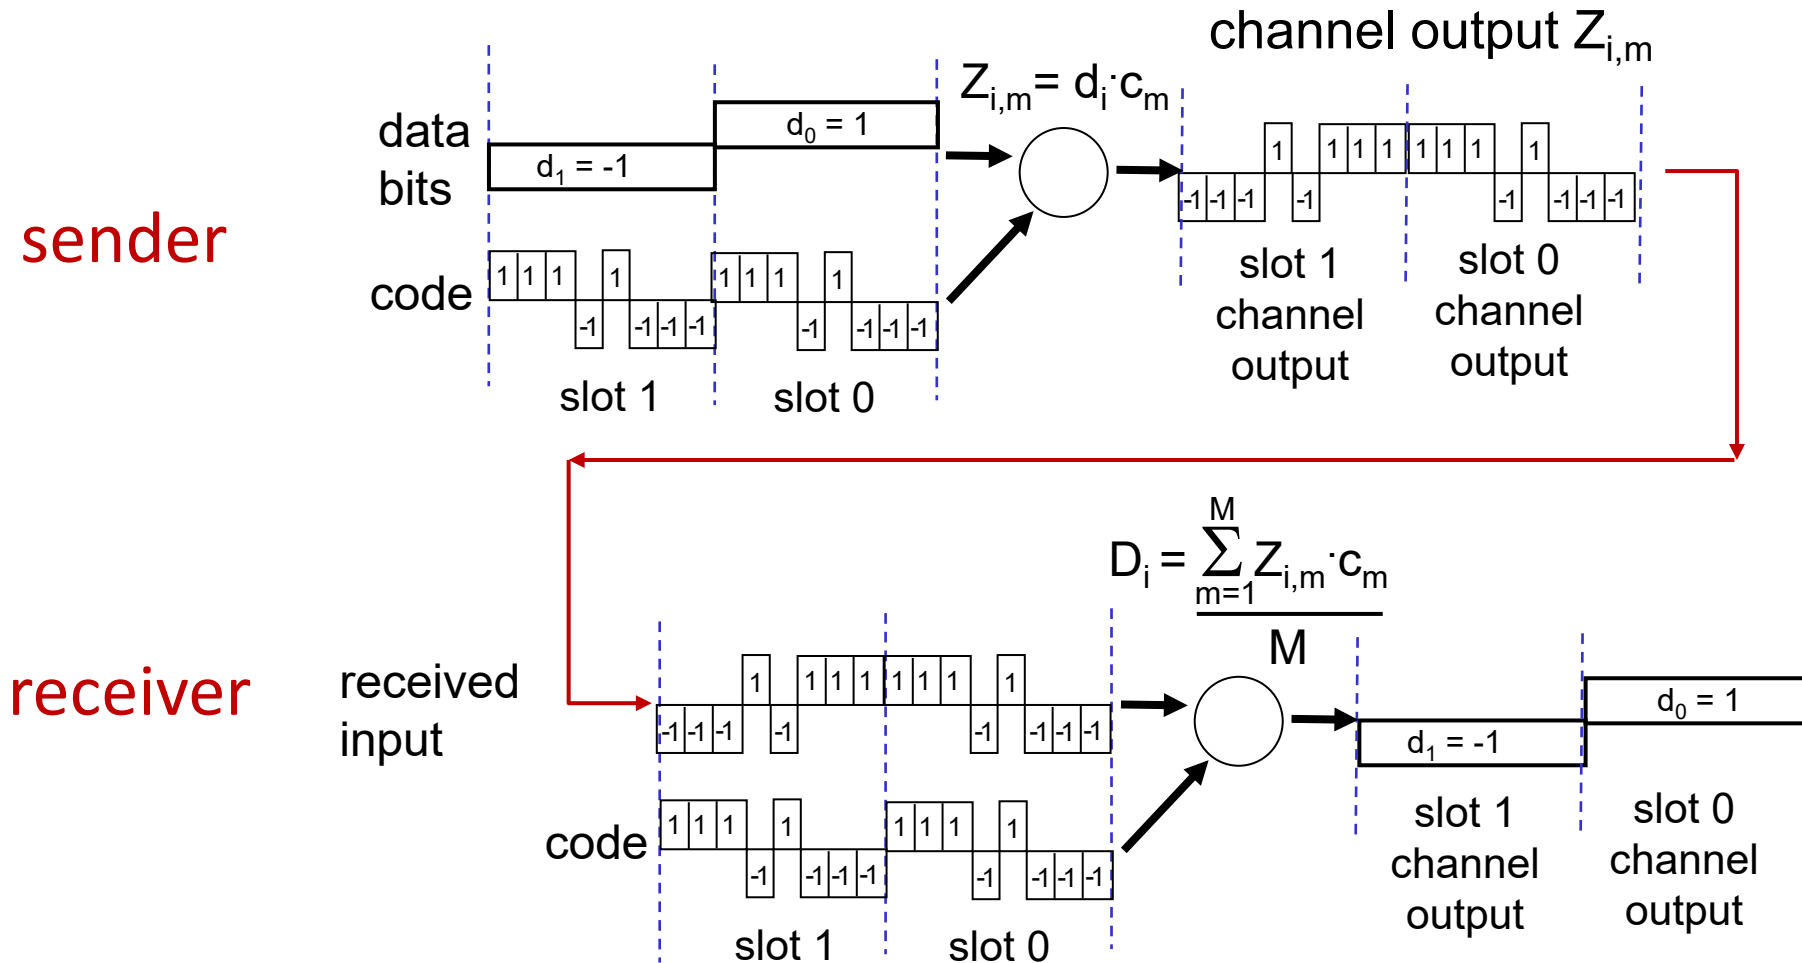 channel output Z_i,m
Z_i,m = d_i·c_m
data bits
d_0 = 1
d_1 = -1
1 1 1 -1 1 -1 -1 -1 1 1 1 -1 1 -1 -1 -1
code
slot 1
slot 0
sender
-1 -1 -1 1 -1 1 1 1 1 1 1 -1 1 -1 -1 -1
slot 1 channel output
slot 0 channel output
D_i = ∑_{m=1}^{M} Z_i,m·c_m
M
receiver
received input
-1 -1 -1 1 -1 1 1 1 1 1 1 -1 1 -1 -1 -1
code
1 1 1 -1 1 -1 -1 -1 1 1 1 -1 1 -1 -1 -1
slot 1
slot 0
d_0 = 1
d_1 = -1
slot 1 channel output
slot 0 channel output